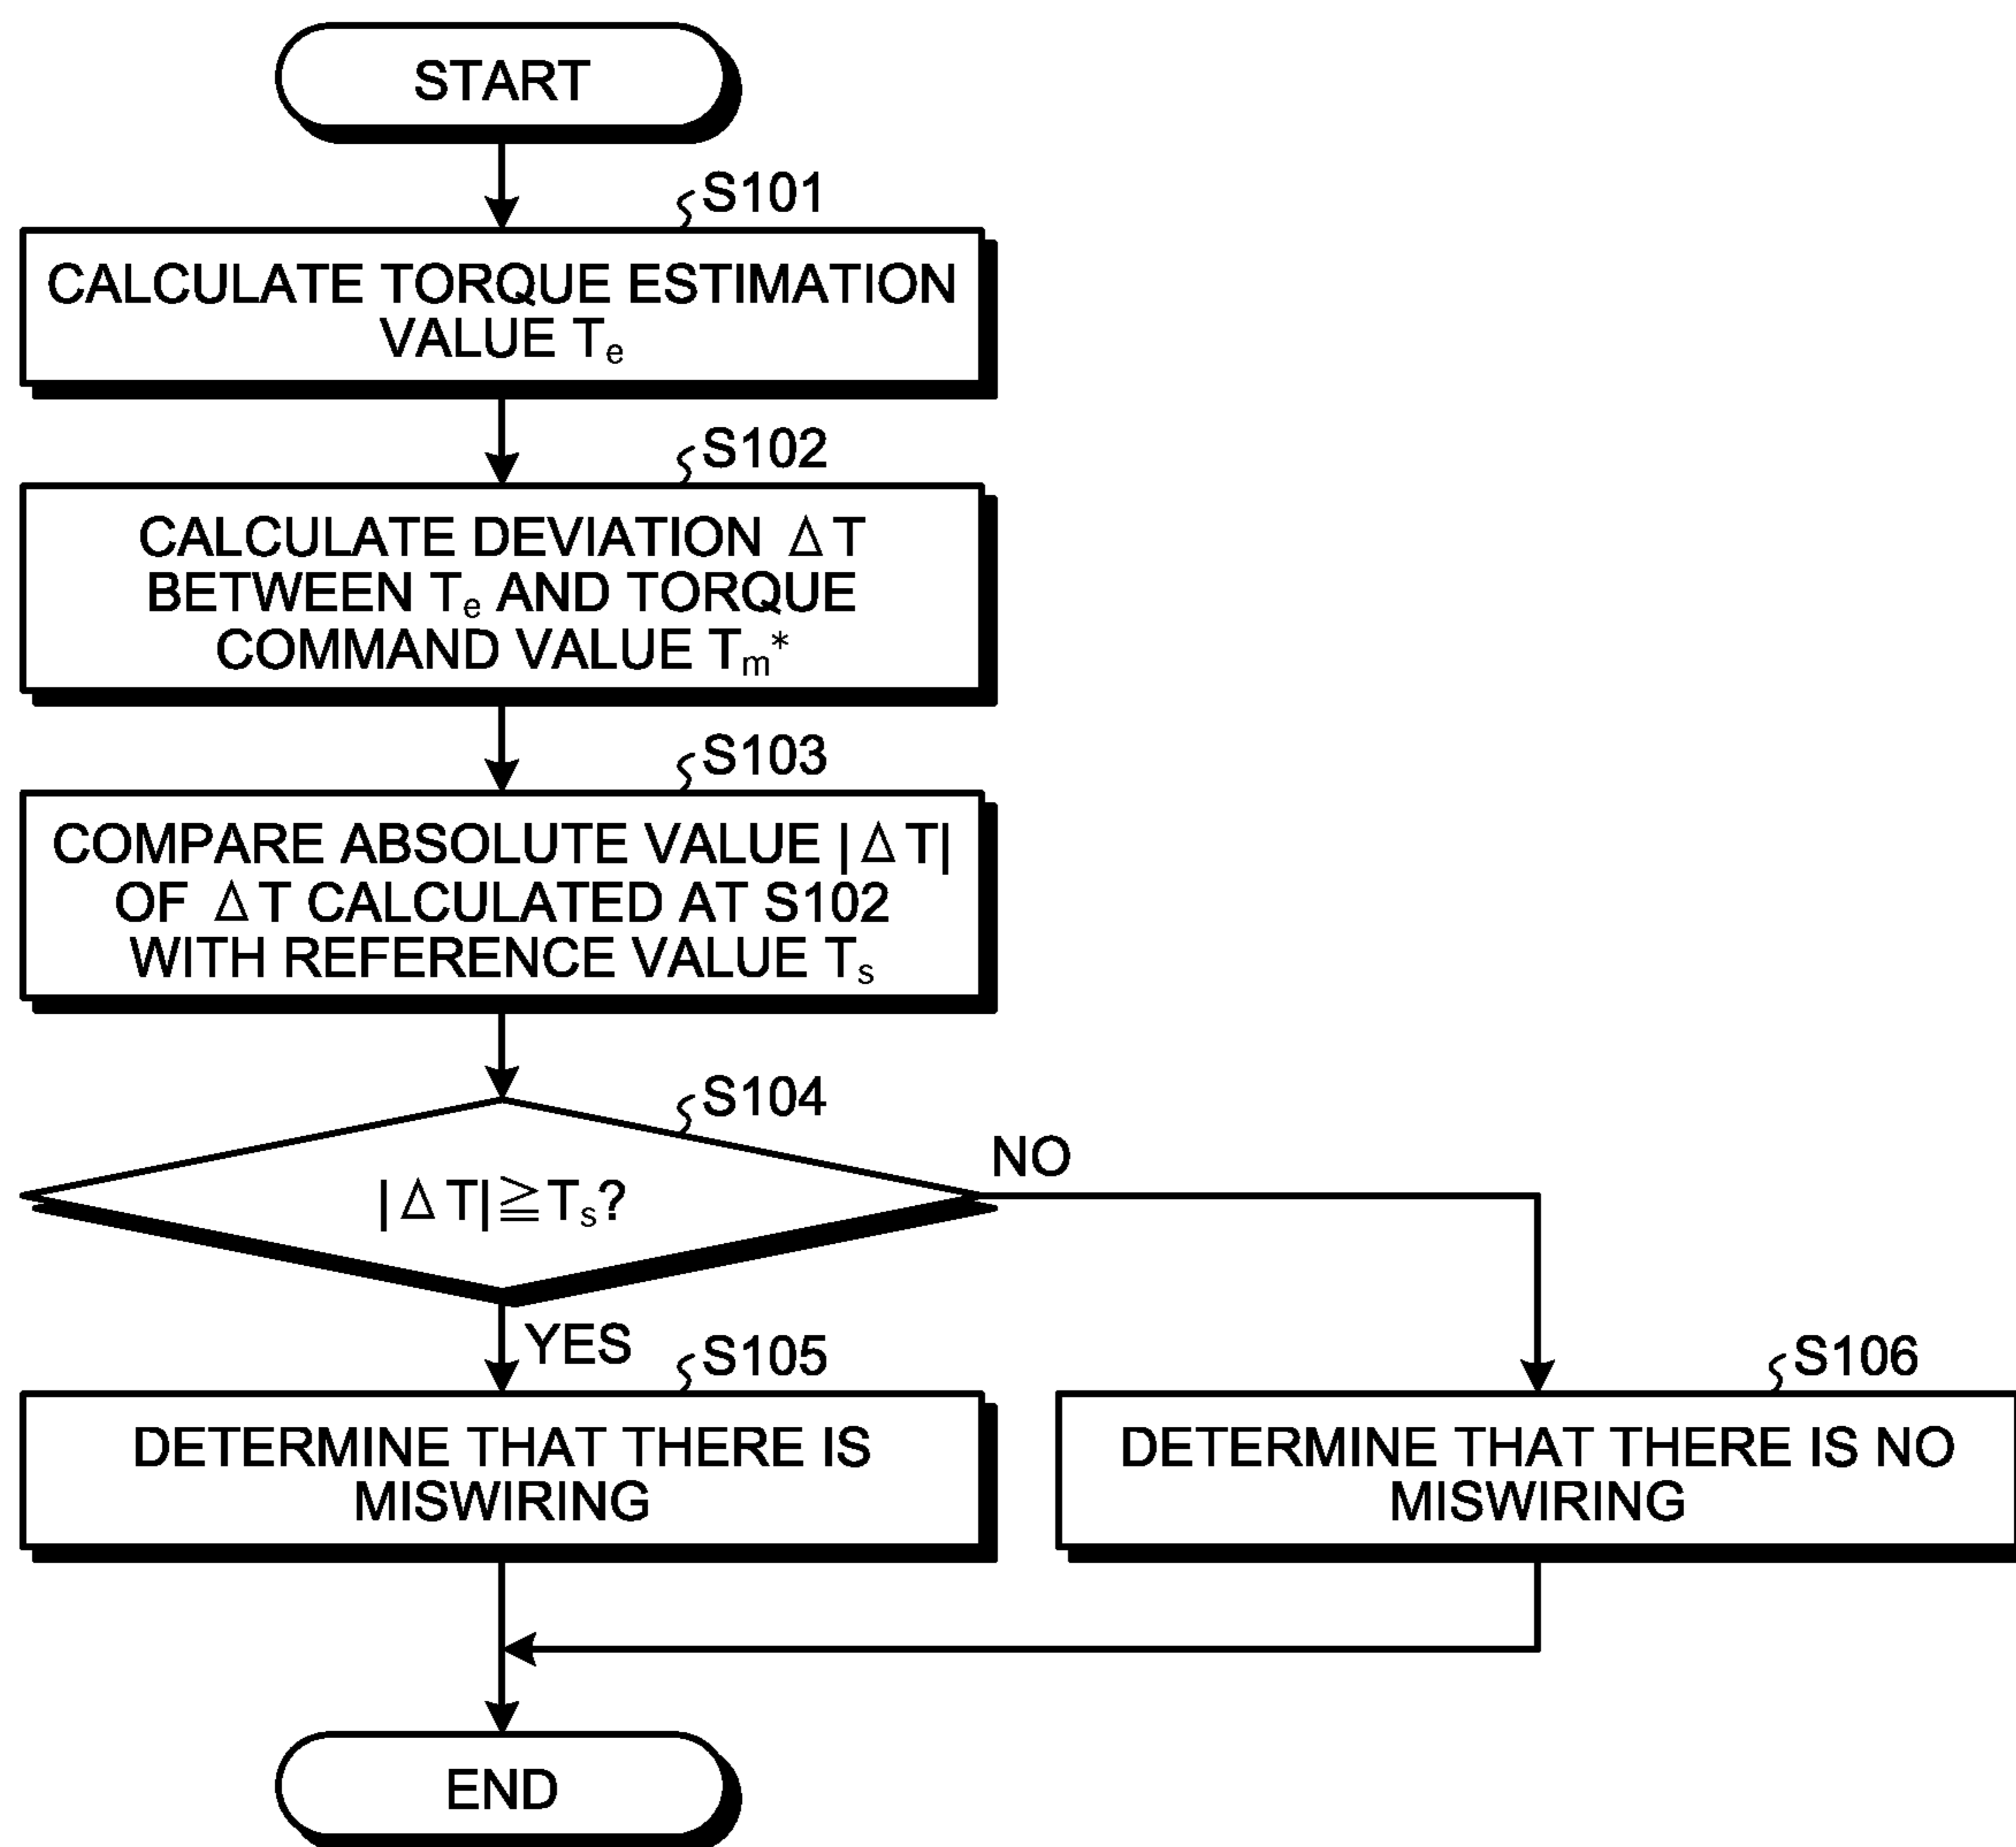 START
S101
CALCULATE TORQUE ESTIMATION
VALUE Te
S102
CALCULATE DEVIATION ΔT
BETWEEN Te AND TORQUE
COMMAND VALUE Tm*
S103
COMPARE ABSOLUTE VALUE |ΔT|
OF ΔT CALCULATED AT S102
WITH REFERENCE VALUE Ts
S104
|ΔT|≧Ts?
NO
YES
S105
DETERMINE THAT THERE IS
MISWIRING
S106
DETERMINE THAT THERE IS NO
MISWIRING
END